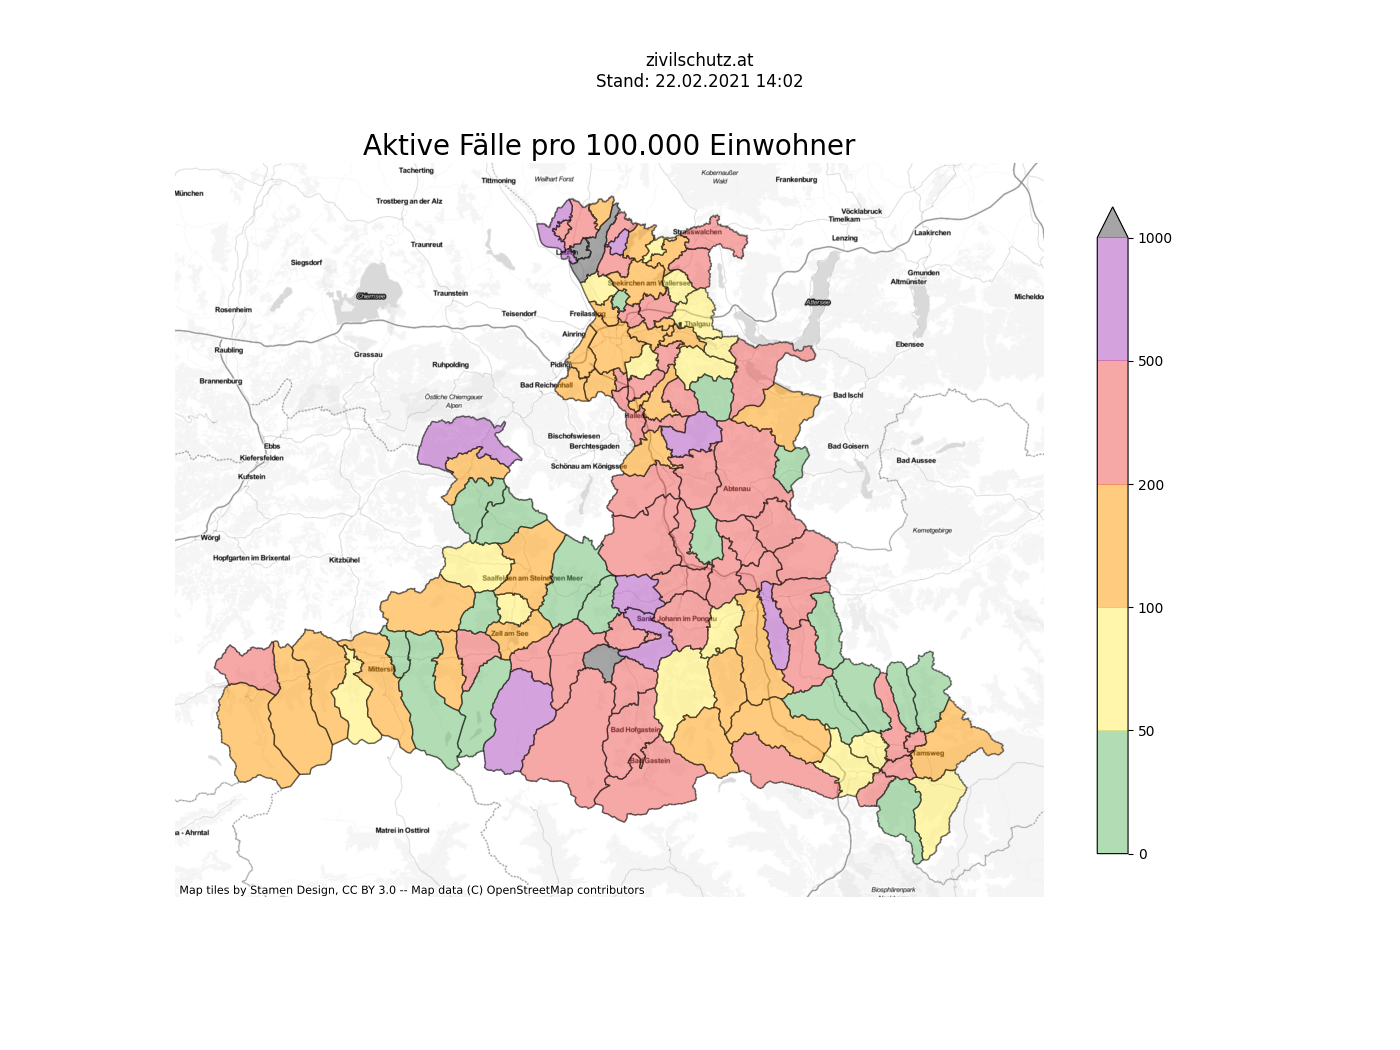 zivilschutz.at
Stand: 22.02.2021 14:02
Aktive Fälle pro 100.000 Einwohner
Tacherting
Tittmoning
Weilhart Forst
Kobernaußer
Wald
Frankenburg
München
Trostberg an der Alz
Vöcklabruck
Timelkam
Laakirchen
Strasswalchen
Lenzing
Traunreut
Siegsdorf
Gmunden
Altmünster
Seekirchen am Wallersee
Chiemsee
Traunstein
Attersee
Micheldo
Rosenheim
Teisendorf
Freilassing
Thalgau
Ainring
Ebensee
Raubling
Grassau
Ruhpolding
Piding
Brannenburg
Bad Reichenhall
Östliche Chiemgauer
Alpen
Bad Ischl
Hallein
Bischofswiesen
Ebbs
Berchtesgaden
Bad Goisern
Kiefersfelden
Bad Aussee
Schönau am Königssee
Kufstein
Abtenau
Kemetgebirge
Wörgl
Hopfgarten im Brixental
Kitzbühel
Saalfelden am Steinernen Meer
Sankt Johann im Pongau
Zell am See
Mittersill
Bad Hofgastein
Tamsweg
Bad Gastein
a - Ahrntal
Matrei in Osttirol
Biosphärenpark
Map tiles by Stamen Design, CC BY 3.0 -- Map data (C) OpenStreetMap contributors
1000
500
200
100
50
0